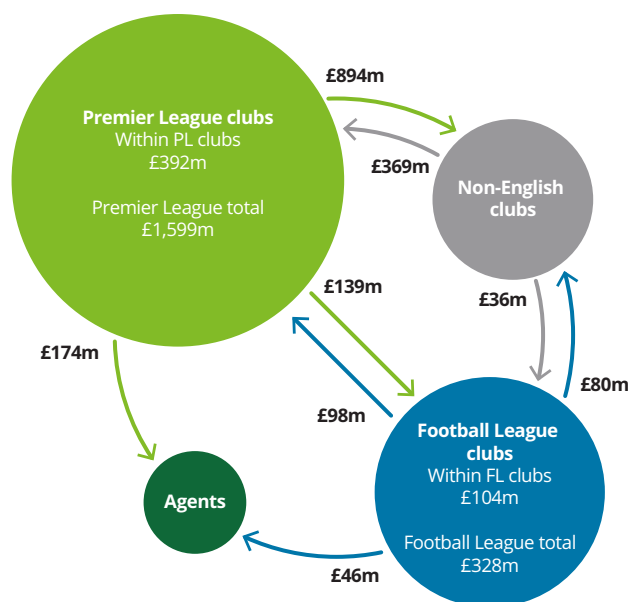 £894m
Premier League clubs
Within PL clubs
£392m
Premier League total
£1,599m
£369m
Non-English
clubs
£139m
£36m
£174m
£80m
£98m
Football League
clubs
Within FL clubs
£104m
Football League total
£328m
Agents
£46m